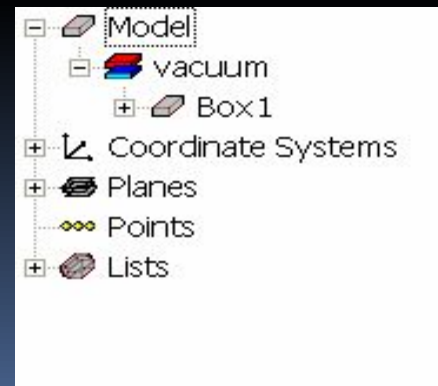 Model
vacuum
Box1
Coordinate Systems
Planes
Points
Lists